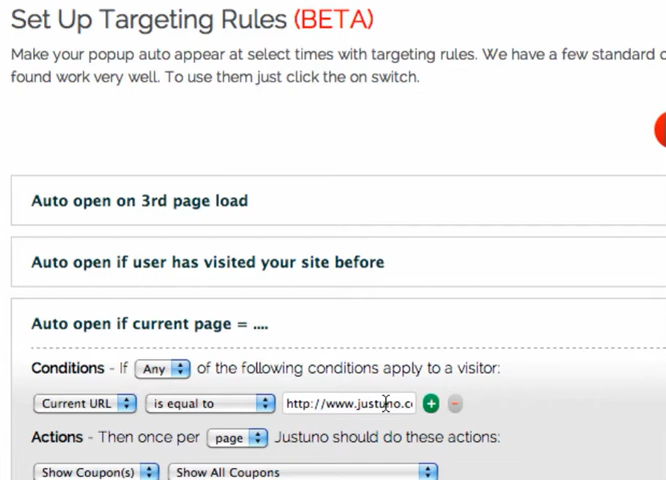 Set Up Targeting Rules (BETA)
Make your popup auto appear at select times with targeting rules. We have a few standard
found work very well. To use them just click the on switch.
Auto open on 3rd page load
Auto open if user has visited your site before
Auto open if current page = ....
Conditions - If Any of the following conditions apply to a visitor:
Current URL is equal to http://www.justuno.c + -
Actions - Then once per page Justuno should do these actions:
Show Coupon(s) Show All Coupons